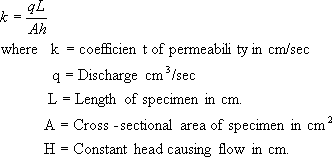 k = qL/Ah
where k = coefficien t of permeabili ty in cm/sec
q = Discharge cm³/sec
L = Length of specimen in cm.
A = Cross -sectional area of specimen in cm²
H = Constant head causing flow in cm.